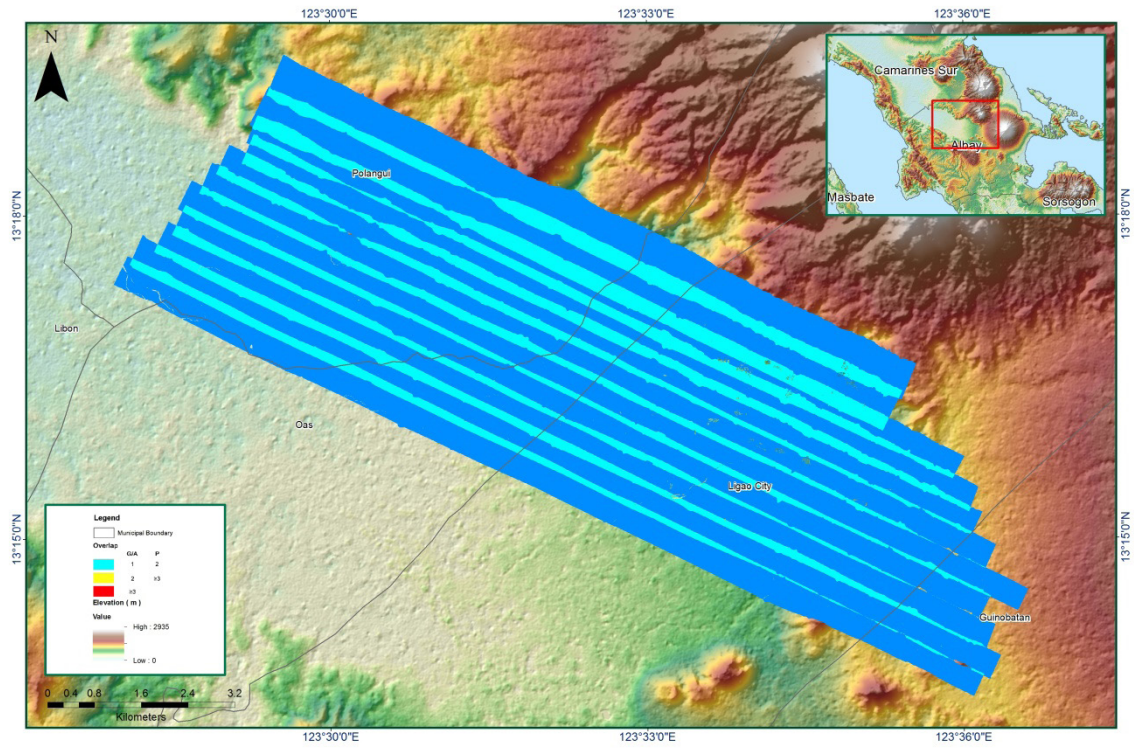 123°30'0"E
123°33'0"E
123°36'0"E
N
Camarines Sur
Albay
Masbate
Sorsogon
13°18'0"N
13°18'0"N
Polangui
Libon
Oas
Ligao City
13°15'0"N
13°15'0"N
Guinobatan
Legend
Municipal Boundary
Overlap
G/A P
1 2
2 ≥3
≥3
Elevation ( m )
Value
High : 2935
Low : 0
0 0.4 0.8 1.6 2.4 3.2
Kilometers
123°30'0"E
123°33'0"E
123°36'0"E